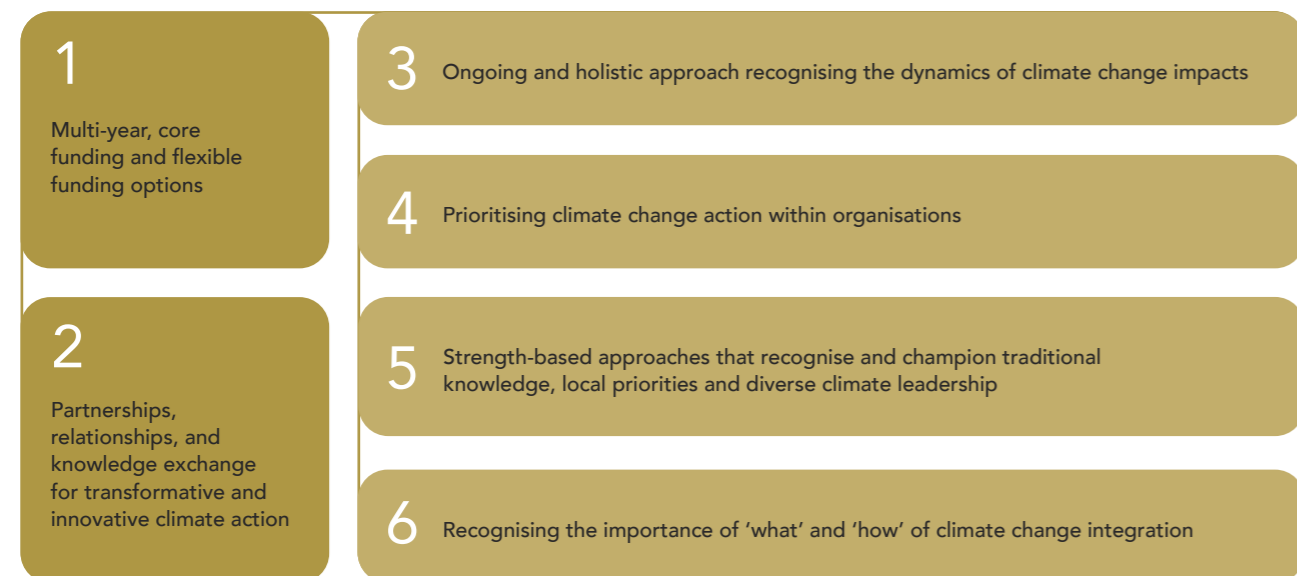 1
Multi-year, core
funding and flexible
funding options
2
Partnerships,
relationships, and
knowledge exchange
for transformative and
innovative climate action
3
Ongoing and holistic approach recognising the dynamics of climate change impacts
4
Prioritising climate change action within organisations
5
Strength-based approaches that recognise and champion traditional
knowledge, local priorities and diverse climate leadership
6
Recognising the importance of ‘what’ and ‘how’ of climate change integration